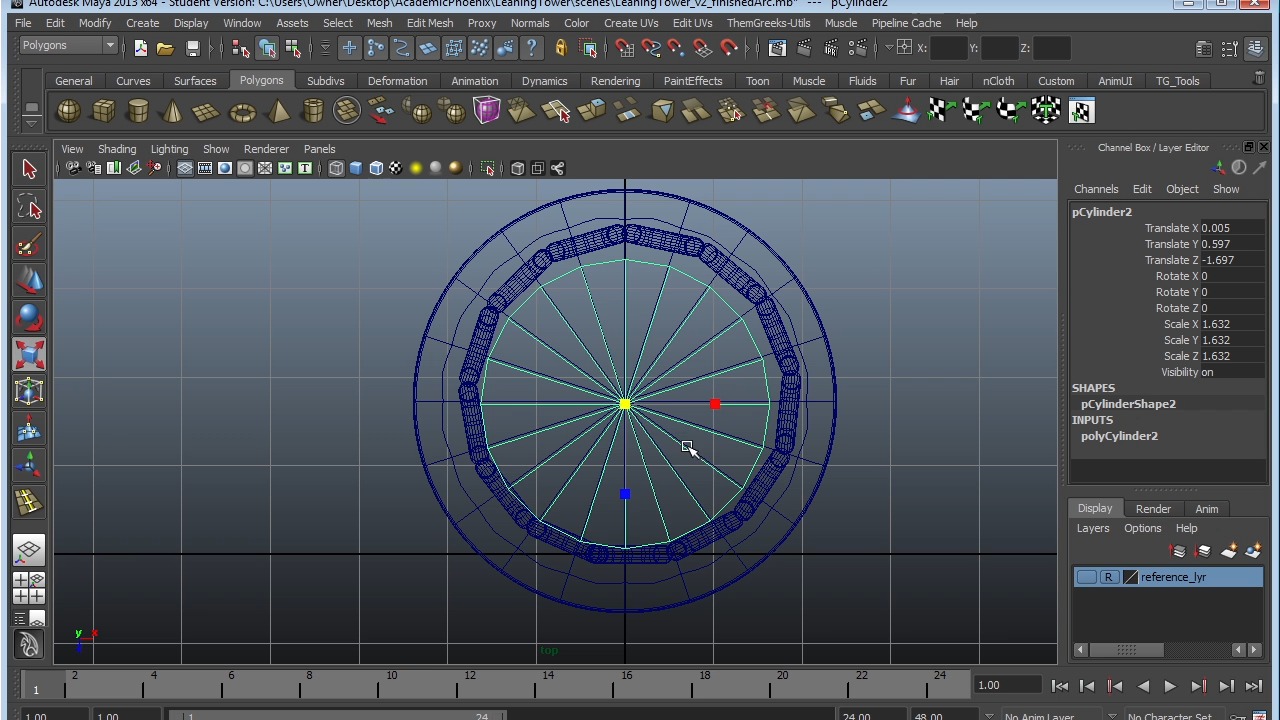 Autodesk Maya 2013 x64 - Student Version: C:\Users\Owner\Desktop\AcademicPhoenix\LeaningTower\scenes\LeaningTower_v2_finishedArc.mb* --- pCylinder2
File Edit Modify Create Display Window Assets Select Mesh Edit Mesh Proxy Normals Color Create UVs Edit UVs ThemGreeks-Utils Muscle Pipeline Cache Help
Polygons X: Y: Z:
General Curves Surfaces Polygons Subdivs Deformation Animation Dynamics Rendering PaintEffects Toon Muscle Fluids Fur Hair nCloth Custom AnimUI TG_Tools
View Shading Lighting Show Renderer Panels
Channel Box / Layer Editor
Channels Edit Object Show
pCylinder2
Translate X 0.005
Translate Y 0.597
Translate Z -1.697
Rotate X 0
Rotate Y 0
Rotate Z 0
Scale X 1.632
Scale Y 1.632
Scale Z 1.632
Visibility on
SHAPES
pCylinderShape2
INPUTS
polyCylinder2
Display Render Anim
Layers Options Help
R reference_lyr
y x
top
1 2 4 6 8 10 12 14 16 18 20 22 24 1.00
1.00 1.00 1 24 24.00 48.00 No Anim Layer No Character Set